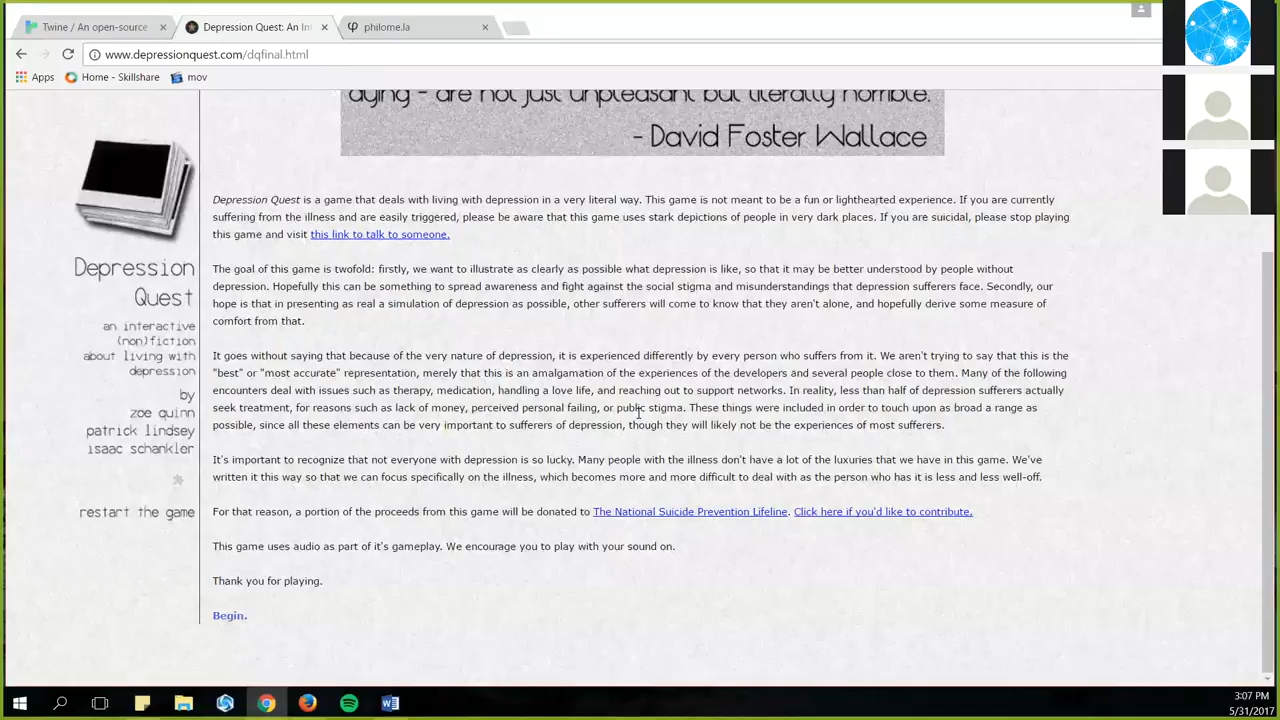 Twine / An open-source
Depression Quest: An Int
philome.la
www.depressionquest.com/dqfinal.html
Apps
Home - Skillshare
mov
dying - are not just unpleasant but literally horrible.
- David Foster Wallace
Depression
Quest
an interactive
(non)fiction
about living with
depression
by
zoe quinn
patrick lindsey
isaac schankler
restart the game
Depression Quest is a game that deals with living with depression in a very literal way. This game is not meant to be a fun or lighthearted experience. If you are currently
suffering from the illness and are easily triggered, please be aware that this game uses stark depictions of people in very dark places. If you are suicidal, please stop playing
this game and visit this link to talk to someone.
The goal of this game is twofold: firstly, we want to illustrate as clearly as possible what depression is like, so that it may be better understood by people without
depression. Hopefully this can be something to spread awareness and fight against the social stigma and misunderstandings that depression sufferers face. Secondly, our
hope is that in presenting as real a simulation of depression as possible, other sufferers will come to know that they aren't alone, and hopefully derive some measure of
comfort from that.
It goes without saying that because of the very nature of depression, it is experienced differently by every person who suffers from it. We aren't trying to say that this is the
"best" or "most accurate" representation, merely that this is an amalgamation of the experiences of the developers and several people close to them. Many of the following
encounters deal with issues such as therapy, medication, handling a love life, and reaching out to support networks. In reality, less than half of depression sufferers actually
seek treatment, for reasons such as lack of money, perceived personal failing, or public stigma. These things were included in order to touch upon as broad a range as
possible, since all these elements can be very important to sufferers of depression, though they will likely not be the experiences of most sufferers.
It's important to recognize that not everyone with depression is so lucky. Many people with the illness don't have a lot of the luxuries that we have in this game. We've
written it this way so that we can focus specifically on the illness, which becomes more and more difficult to deal with as the person who has it is less and less well-off.
For that reason, a portion of the proceeds from this game will be donated to The National Suicide Prevention Lifeline. Click here if you'd like to contribute.
This game uses audio as part of it's gameplay. We encourage you to play with your sound on.
Thank you for playing.
Begin.
3:07 PM
5/31/2017